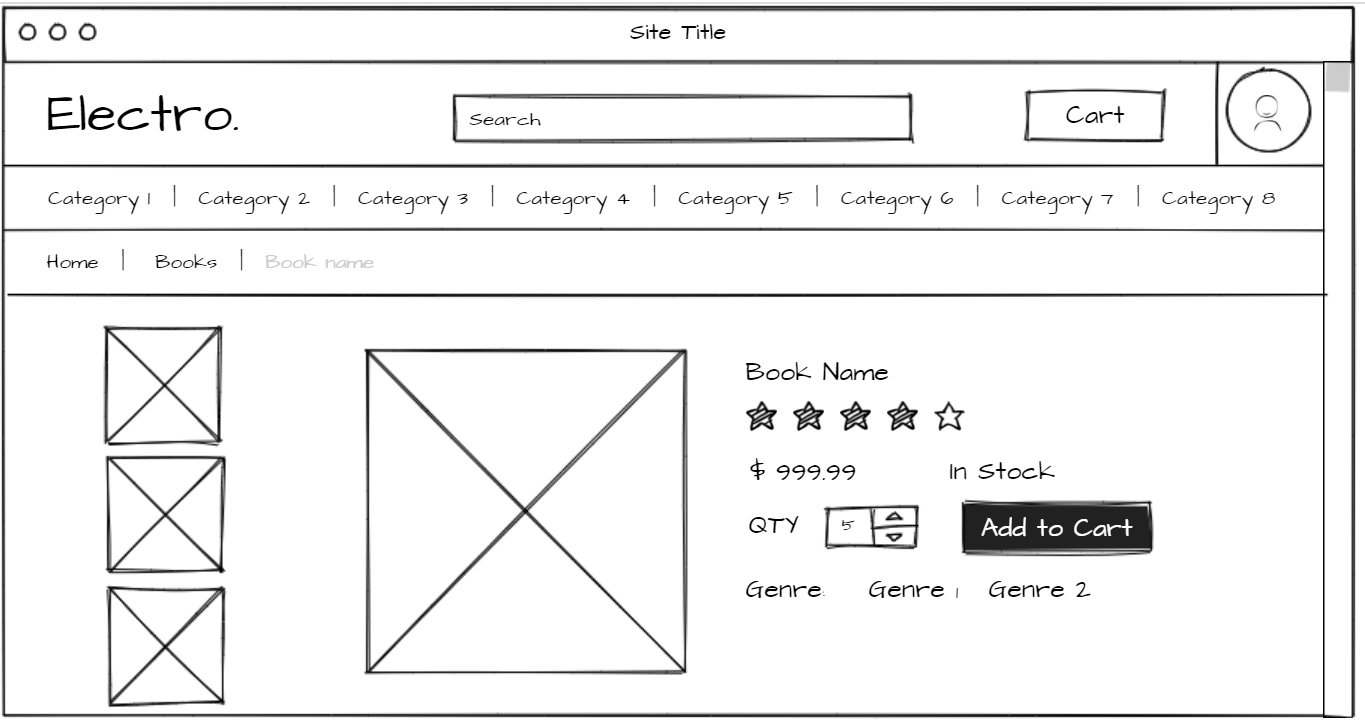 Site Title
Electro.
Search
Cart
Category 1 | Category 2 | Category 3 | Category 4 | Category 5 | Category 6 | Category 7 | Category 8
Home | Books | Book name
Book Name
$ 999.99 In Stock
QTY 5 Add to Cart
Genre: Genre 1 Genre 2